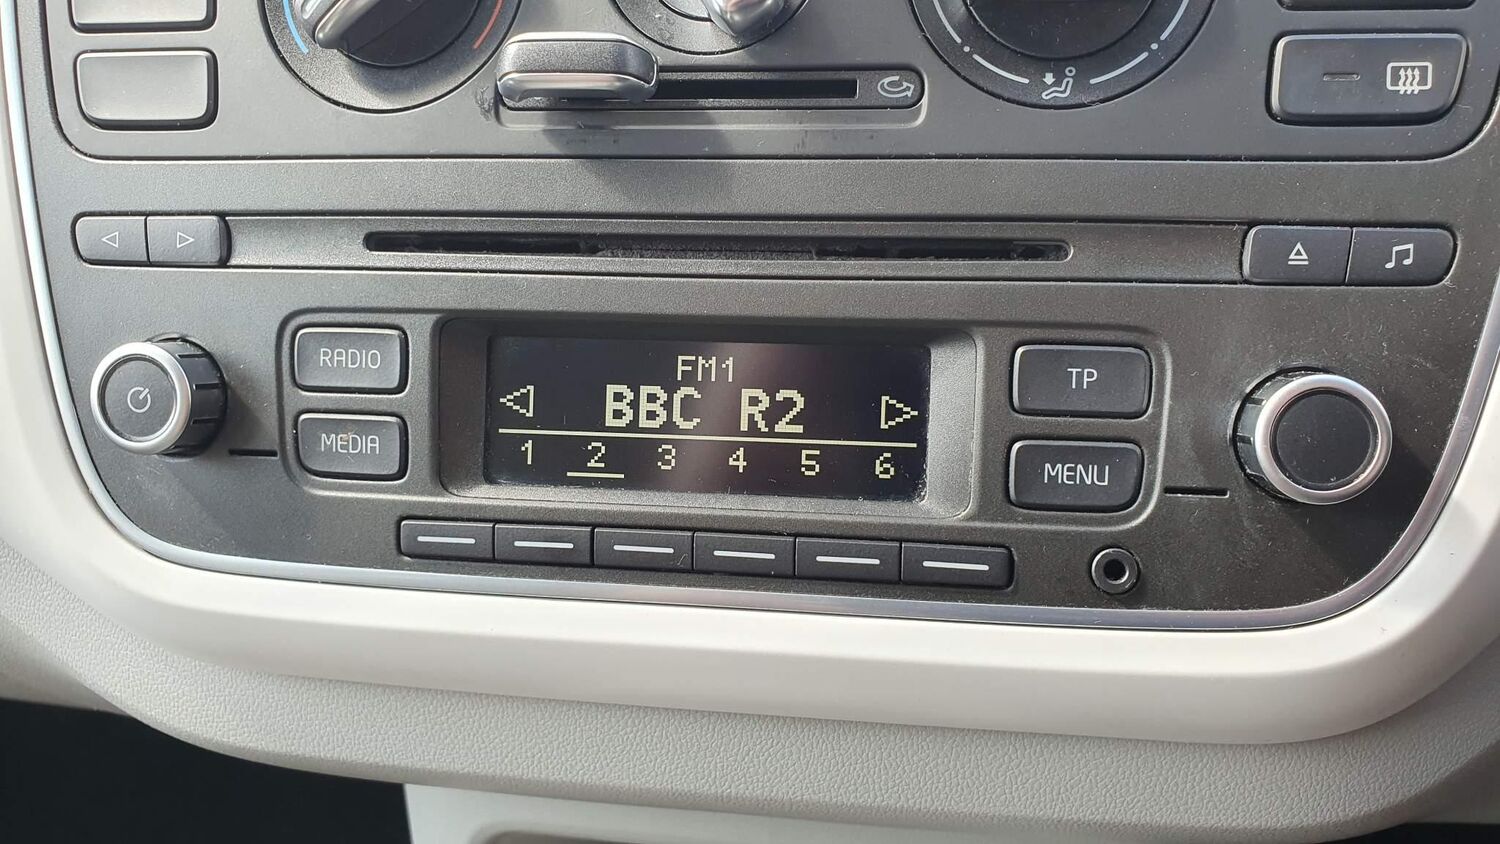 RADIO
MEDIA
FM1
BBC R2
1 2 3 4 5 6
TP
MENU